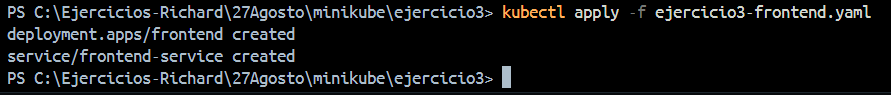 PS C:\Ejercicios-Richard\27Agosto\minikube\ejercicio3> kubectl apply -f ejercicio3-frontend.yaml
deployment.apps/frontend created
service/frontend-service created
PS C:\Ejercicios-Richard\27Agosto\minikube\ejercicio3>